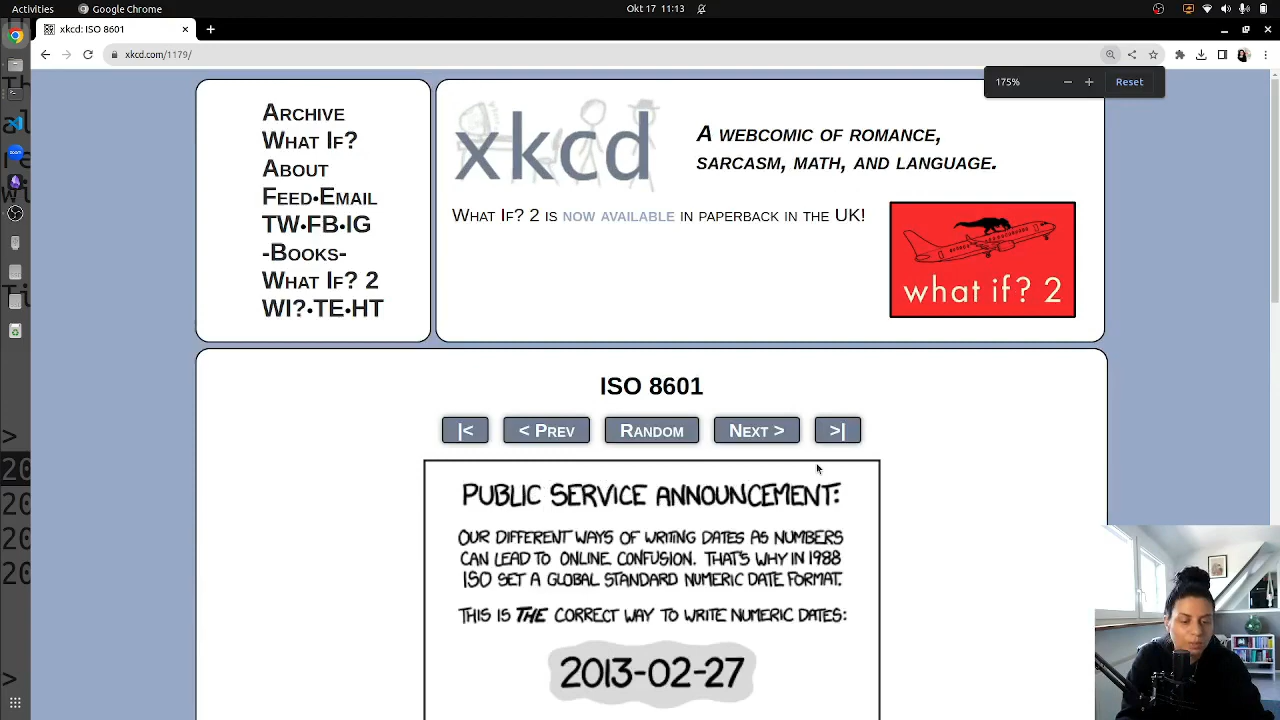 Activities
Google Chrome
Okt 17 11:13
xkcd: ISO 8601
xkcd.com/1179/
175%
Reset
Archive
What If?
About
Feed•Email
TW•FB•IG
-Books-
What If? 2
WI?•TE•HT
xkcd
A webcomic of romance,
sarcasm, math, and language.
What If? 2 is now available in paperback in the UK!
what if? 2
ISO 8601
|<
< Prev
Random
Next >
>|
PUBLIC SERVICE ANNOUNCEMENT:
OUR DIFFERENT WAYS OF WRITING DATES AS NUMBERS
CAN LEAD TO ONLINE CONFUSION. THAT'S WHY IN 1988
ISO SET A GLOBAL STANDARD NUMERIC DATE FORMAT.
THIS IS THE CORRECT WAY TO WRITE NUMERIC DATES:
2013-02-27
>
20
20
20
20
>